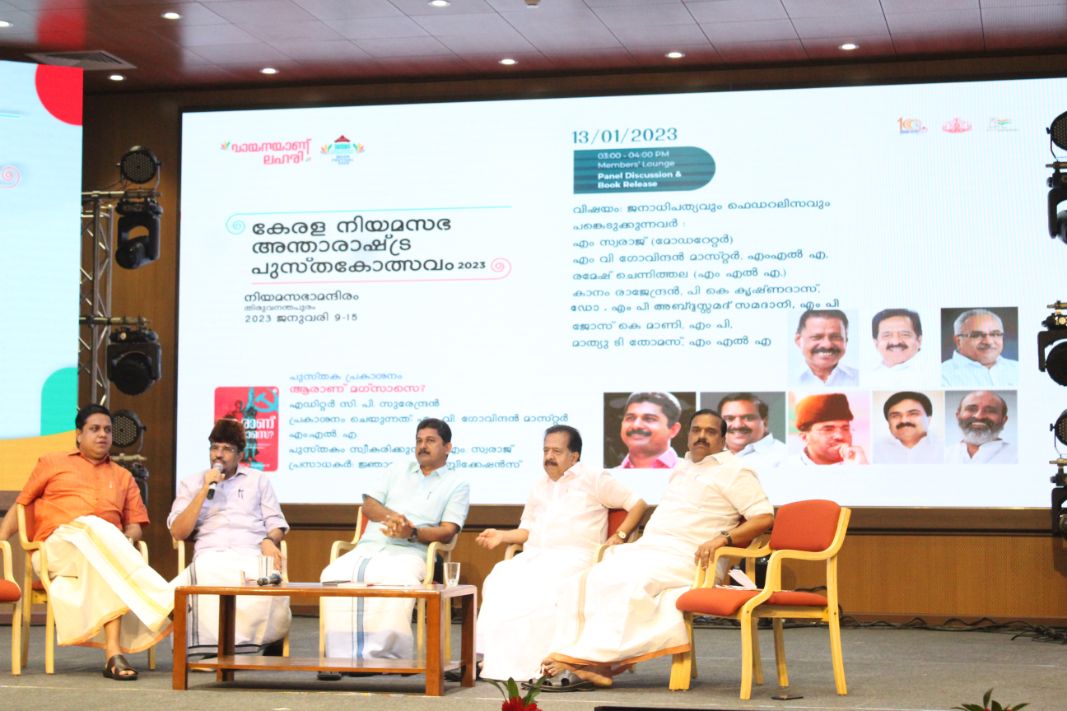 വായനയാണ്
ലഹരി
കേരള നിയമസഭ
അന്താരാഷ്ട്ര
പുസ്തകോത്സവം 2023
നിയമസഭാമന്ദിരം
തിരുവനന്തപുരം
2023 ജനുവരി 9-15
13/01/2023
03:00 - 04:00 PM
Members' Lounge
Panel Discussion &
Book Release
വിഷയം: ജനാധിപത്യവും ഫെഡറലിസവും
പങ്കെടുക്കുന്നവർ :
എം സ്വരാജ് (മോഡറേറ്റർ)
എം വി ഗോവിന്ദൻ മാസ്റ്റർ, എംഎൽ എ,
രമേഷ് ചെന്നിത്തല (എം എൽ എ,)
കാനം രാജേന്ദ്രൻ, പി കെ കൃഷ്ണദാസ്,
ഡോ . എം പി അബ്ദുസ്സമദ് സമദാനി, എം പി
ജോസ് കെ മാണി, എം പി,
മാത്യു ടി തോമസ്, എം എൽ എ
പുസ്തക പ്രകാശനം
ആരാണ് മഗ്‌സാസെ?
എഡിറ്റർ സി. പി. സുരേന്ദ്രൻ
പ്രകാശനം ചെയുന്നത്: എം. വി. ഗോവിന്ദൻ മാസ്റ്റർ
എം.എൽ. എ
പുസ്തകം സ്വീകരിക്കു എം സ്വരാജ്
പ്രസാധകർ: